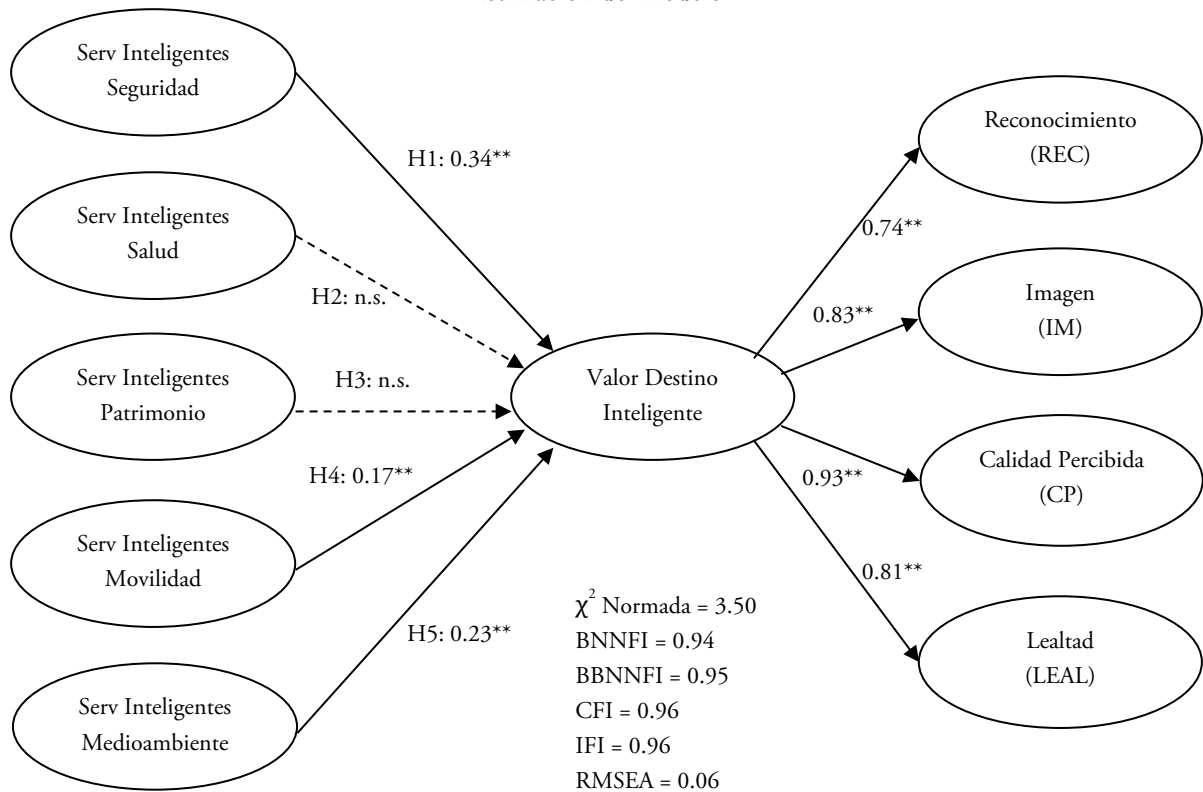 Serv Inteligentes
Seguridad
Serv Inteligentes
Salud
Serv Inteligentes
Patrimonio
Serv Inteligentes
Movilidad
Serv Inteligentes
Medioambiente
H1: 0.34**
H2: n.s.
H3: n.s.
H4: 0.17**
H5: 0.23**
Valor Destino
Inteligente
0.74**
0.83**
0.93**
0.81**
Reconocimiento
(REC)
Imagen
(IM)
Calidad Percibida
(CP)
Lealtad
(LEAL)
χ² Normada = 3.50
BNNFI = 0.94
BBNNFI = 0.95
CFI = 0.96
IFI = 0.96
RMSEA = 0.06